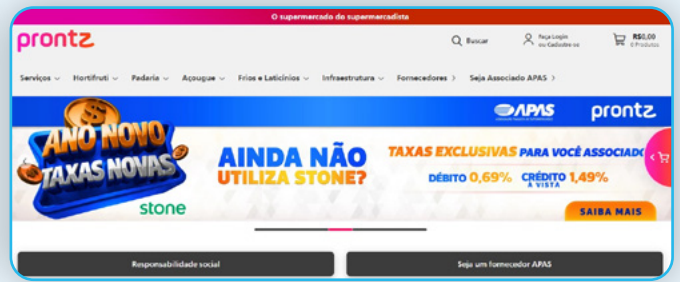 O supermercado do supermercadista
prontz
Buscar
Faça Login
ou Cadastre-se
R$0,00
0 Produtos
Serviços
Hortifruti
Padaria
Açougue
Frios e Laticínios
Infraestrutura
Fornecedores >
Seja Associado APAS >
APAS
prontz
ANO NOVO
TAXAS NOVAS
stone
AINDA NÃO
UTILIZA STONE?
TAXAS EXCLUSIVAS PARA VOCÊ ASSOCIADO
DÉBITO 0,69% CRÉDITO 1,49%
À VISTA
SAIBA MAIS
Responsabilidade social
Seja um fornecedor APAS